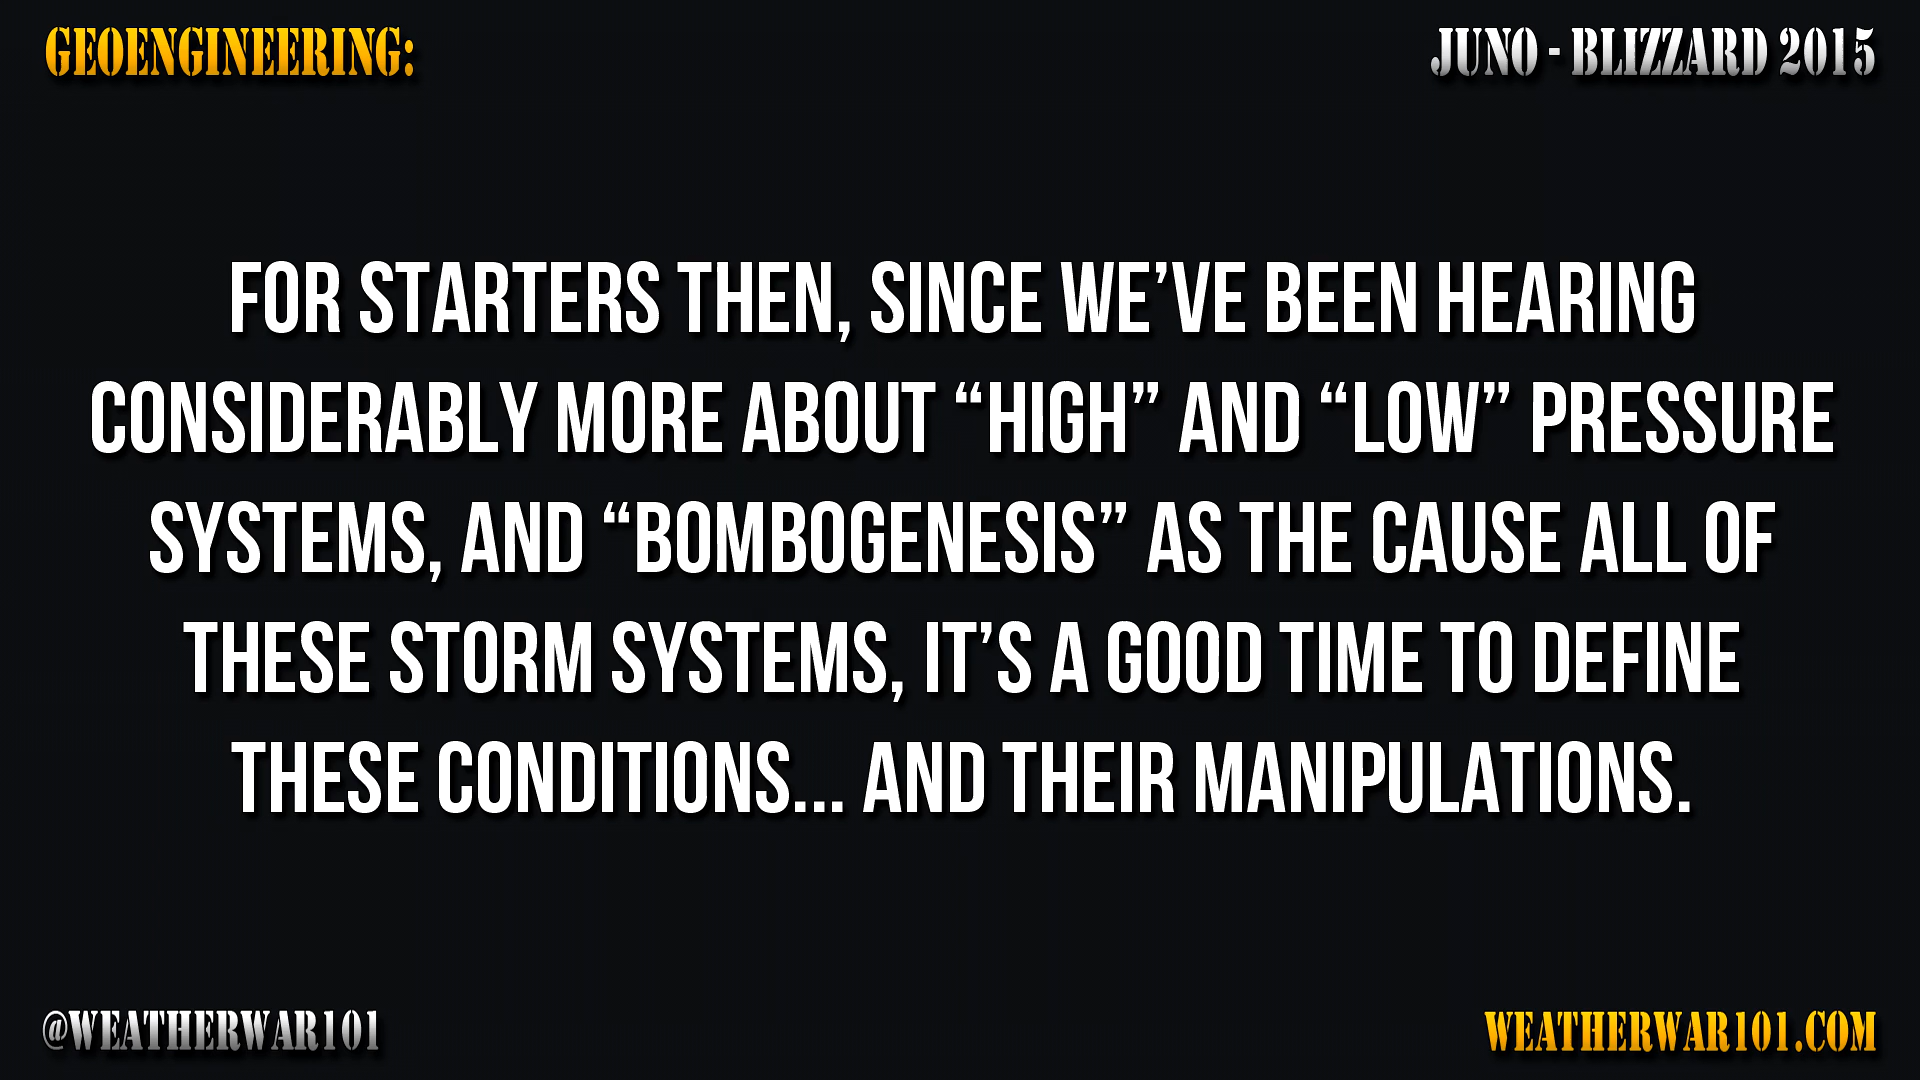 GEOENGINEERING:
JUNO - BLIZZARD 2015
FOR STARTERS THEN, SINCE WE’VE BEEN HEARING
CONSIDERABLY MORE ABOUT “HIGH” AND “LOW” PRESSURE
SYSTEMS, AND “BOMBOGENESIS” AS THE CAUSE ALL OF
THESE STORM SYSTEMS, IT’S A GOOD TIME TO DEFINE
THESE CONDITIONS... AND THEIR MANIPULATIONS.
@WEATHERWAR101
WEATHERWAR101.COM